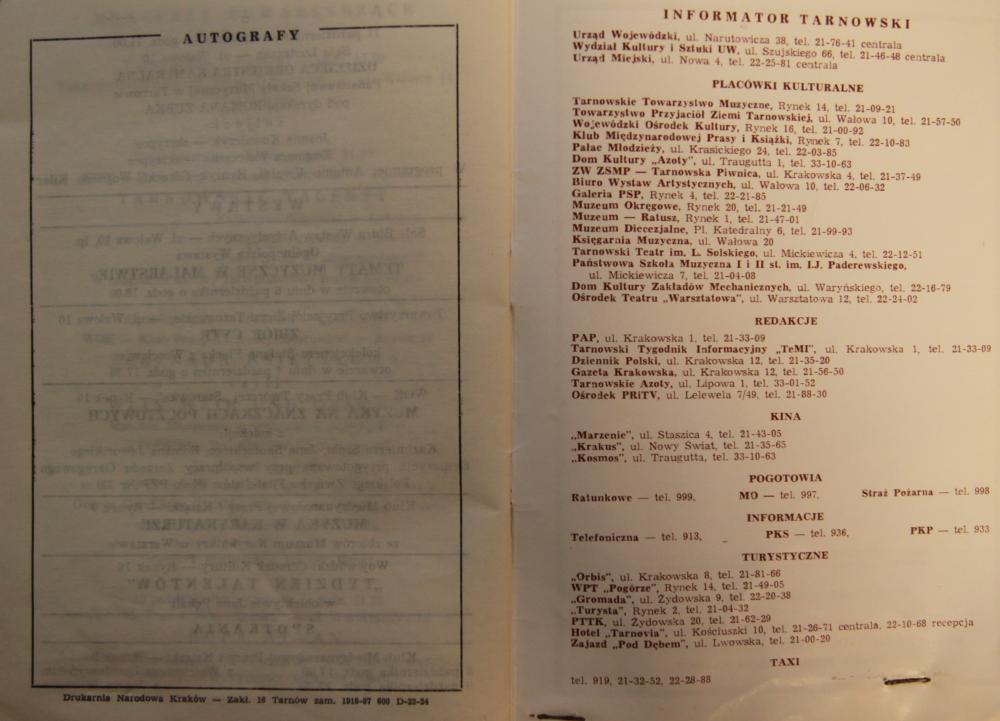 AUTOGRAFY
Drukarnia Narodowa Kraków — Zakł. 16 Tarnów zam. 1919-87 600 D-22-24
INFORMATOR TARNOWSKI
Urząd Wojewódzki, ul. Narutowicza 38, tel. 21-76-41 centrala
Wydział Kultury i Sztuki UW, ul. Szujskiego 66, tel. 21-46-48 centrala
Urząd Miejski, ul. Nowa 4, tel. 22-25-81 centrala
PLACÓWKI KULTURALNE
Tarnowskie Towarzystwo Muzyczne, Rynek 14, tel. 21-09-21
Towarzystwo Przyjaciół Ziemi Tarnowskiej, ul. Wałowa 10, tel. 21-57-50
Wojewódzki Ośrodek Kultury, Rynek 16, tel. 21-00-92
Klub Międzynarodowej Prasy i Książki, Rynek 7, tel. 22-10-83
Pałac Młodzieży, ul. Krasickiego 24, tel. 22-03-85
Dom Kultury „Azoty", ul. Traugutta 1, tel. 33-10-63
ZW ZSMP — Tarnowska Piwnica, ul. Krakowska 4, tel. 21-37-49
Biuro Wystaw Artystycznych, ul. Wałowa 10, tel. 22-06-32
Galeria PSP, Rynek 4, tel. 22-21-85
Muzeum Okręgowe, Rynek 20, tel. 21-21-49
Muzeum — Ratusz, Rynek 1, tel. 21-47-01
Muzeum Diecezjalne, Pl. Katedralny 6, tel. 21-99-93
Księgarnia Muzyczna, ul. Wałowa 20
Tarnowski Teatr im. L. Solskiego, ul. Mickiewicza 4, tel. 22-12-51
Państwowa Szkoła Muzyczna I i II st. im. I.J. Paderewskiego,
ul. Mickiewicza 7, tel. 21-04-08
Dom Kultury Zakładów Mechanicznych, ul. Waryńskiego, tel. 22-16-79
Ośrodek Teatru „Warsztatowa", ul. Warsztatowa 12, tel. 22-24-02
REDAKCJE
PAP, ul. Krakowska 1, tel. 21-33-09
Tarnowski Tygodnik Informacyjny „TeMI", ul. Krakowska 1, tel. 21-33-09
Dziennik Polski, ul. Krakowska 12, tel. 21-35-20
Gazeta Krakowska, ul. Krakowska 12, tel. 21-56-50
Tarnowskie Azoty, ul. Lipowa 1, tel. 33-01-52
Ośrodek PRiTV, ul. Lelewela 7/49, tel. 21-88-30
KINA
„Marzenie", ul. Staszica 4, tel. 21-43-05
„Krakus", ul. Nowy Świat, tel. 21-35-65
„Kosmos", ul. Traugutta, tel. 33-10-63
POGOTOWIA
Ratunkowe — tel. 999, MO — tel. 997, Straż Pożarna — tel. 998
INFORMACJE
Telefoniczna — tel. 913, PKS — tel. 936, PKP — tel. 933
TURYSTYCZNE
„Orbis", ul. Krakowska 8, tel. 21-81-66
WPT „Pogórze", Rynek 14, tel. 21-49-05
„Gromada", ul. Żydowska 9, tel. 22-20-38
„Turysta", Rynek 2, tel. 21-04-32
PTTK, ul. Żydowska 20, tel. 21-62-29
Hotel „Tarnovia", ul. Kościuszki 10, tel. 21-26-71 centrala, 22-10-68 recepcja
Zajazd „Pod Dębem", ul. Lwowska, tel. 21-00-20
TAXI
tel. 919, 21-32-52, 22-28-88